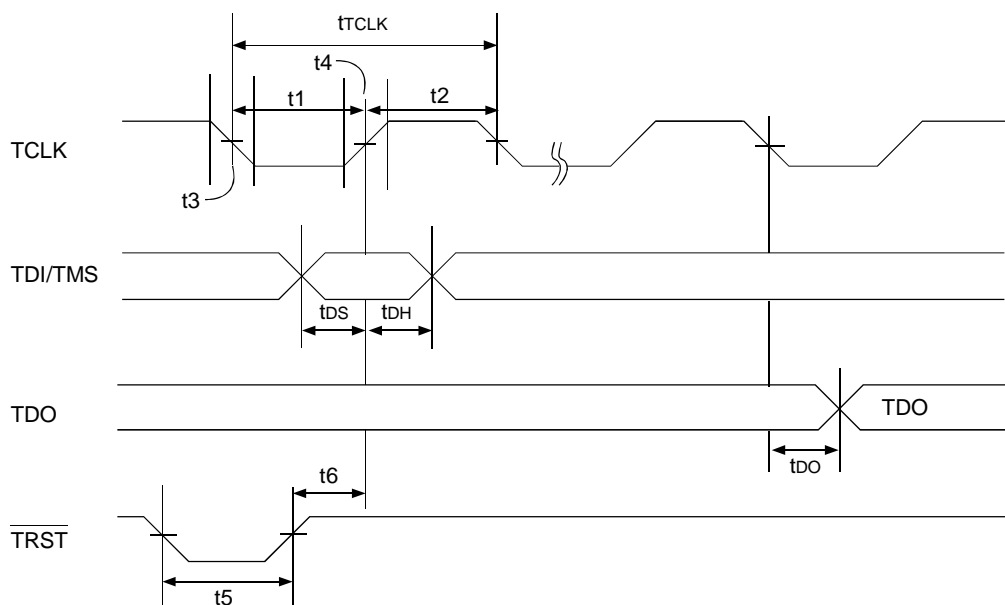 tTCLK
t4
t1
t2
TCLK
t3
TDI/TMS
tDS
tDH
TDO
TDO
tDO
t6
TRST
t5